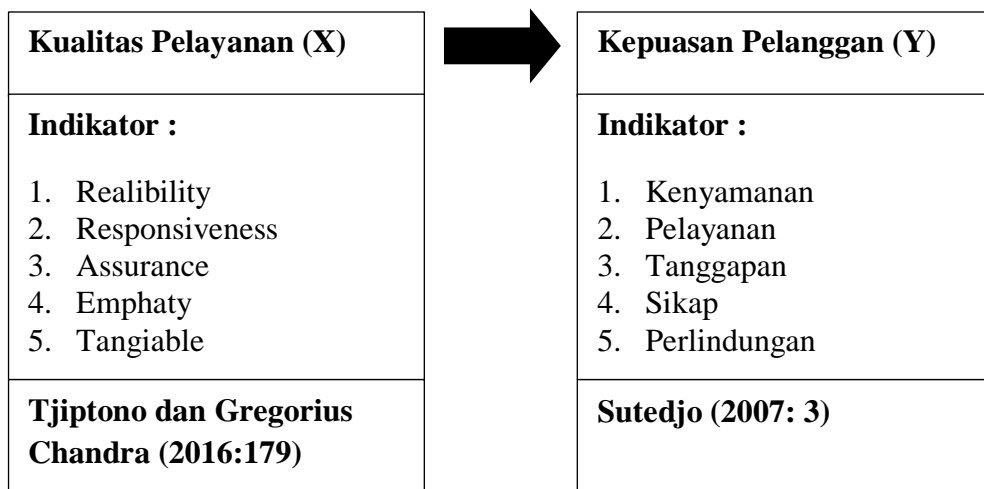 Kualitas Pelayanan (X)
Indikator :
1. Realibility
2. Responsiveness
3. Assurance
4. Emphaty
5. Tangiable
Tjiptono dan Gregorius
Chandra (2016:179)
Kepuasan Pelanggan (Y)
Indikator :
1. Kenyamanan
2. Pelayanan
3. Tanggapan
4. Sikap
5. Perlindungan
Sutedjo (2007: 3)